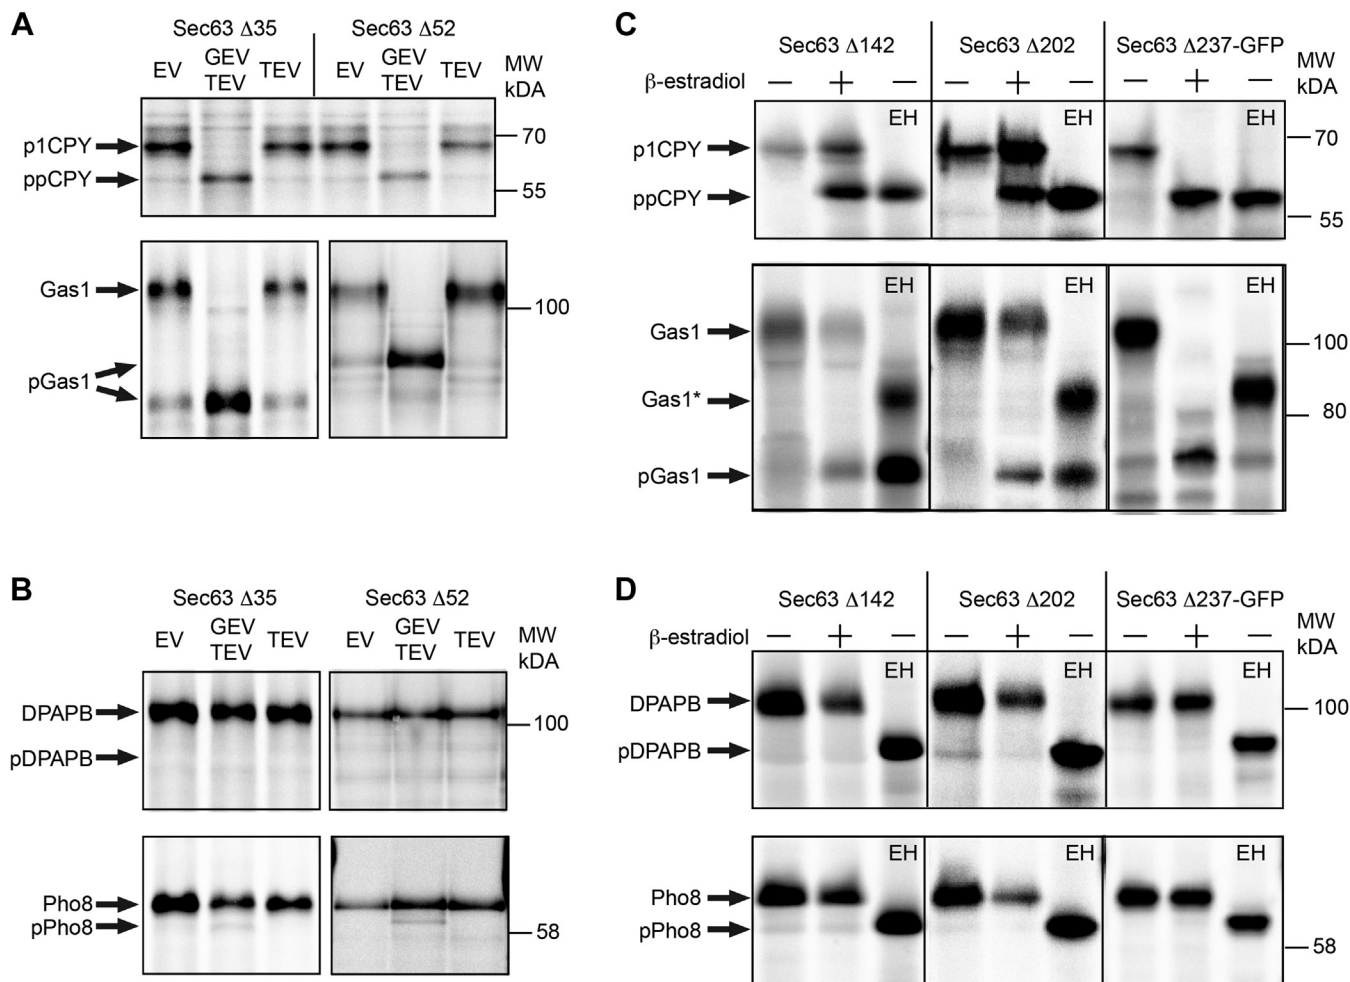 A
Sec63 Δ35 Sec63 Δ52
EV GEV TEV TEV EV GEV TEV TEV MW kDA
p1CPY
ppCPY
70
55
Gas1
pGas1
100
B
Sec63 Δ35 Sec63 Δ52
EV GEV TEV TEV EV GEV TEV TEV MW kDA
DPAPB
pDPAPB
100
Pho8
pPho8
58
C
Sec63 Δ142 Sec63 Δ202 Sec63 Δ237-GFP MW kDA
β-estradiol — + — — + — — + —
EH EH EH
p1CPY
ppCPY
70
55
EH EH EH
Gas1
Gas1*
pGas1
100
80
D
Sec63 Δ142 Sec63 Δ202 Sec63 Δ237-GFP MW kDA
β-estradiol — + — — + — — + —
EH EH EH
DPAPB
pDPAPB
100
EH EH EH
Pho8
pPho8
58